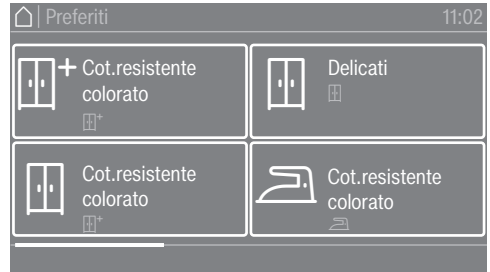 Preferiti
11:02
Cot.resistente
colorato
Delicati
Cot.resistente
colorato
Cot.resistente
colorato